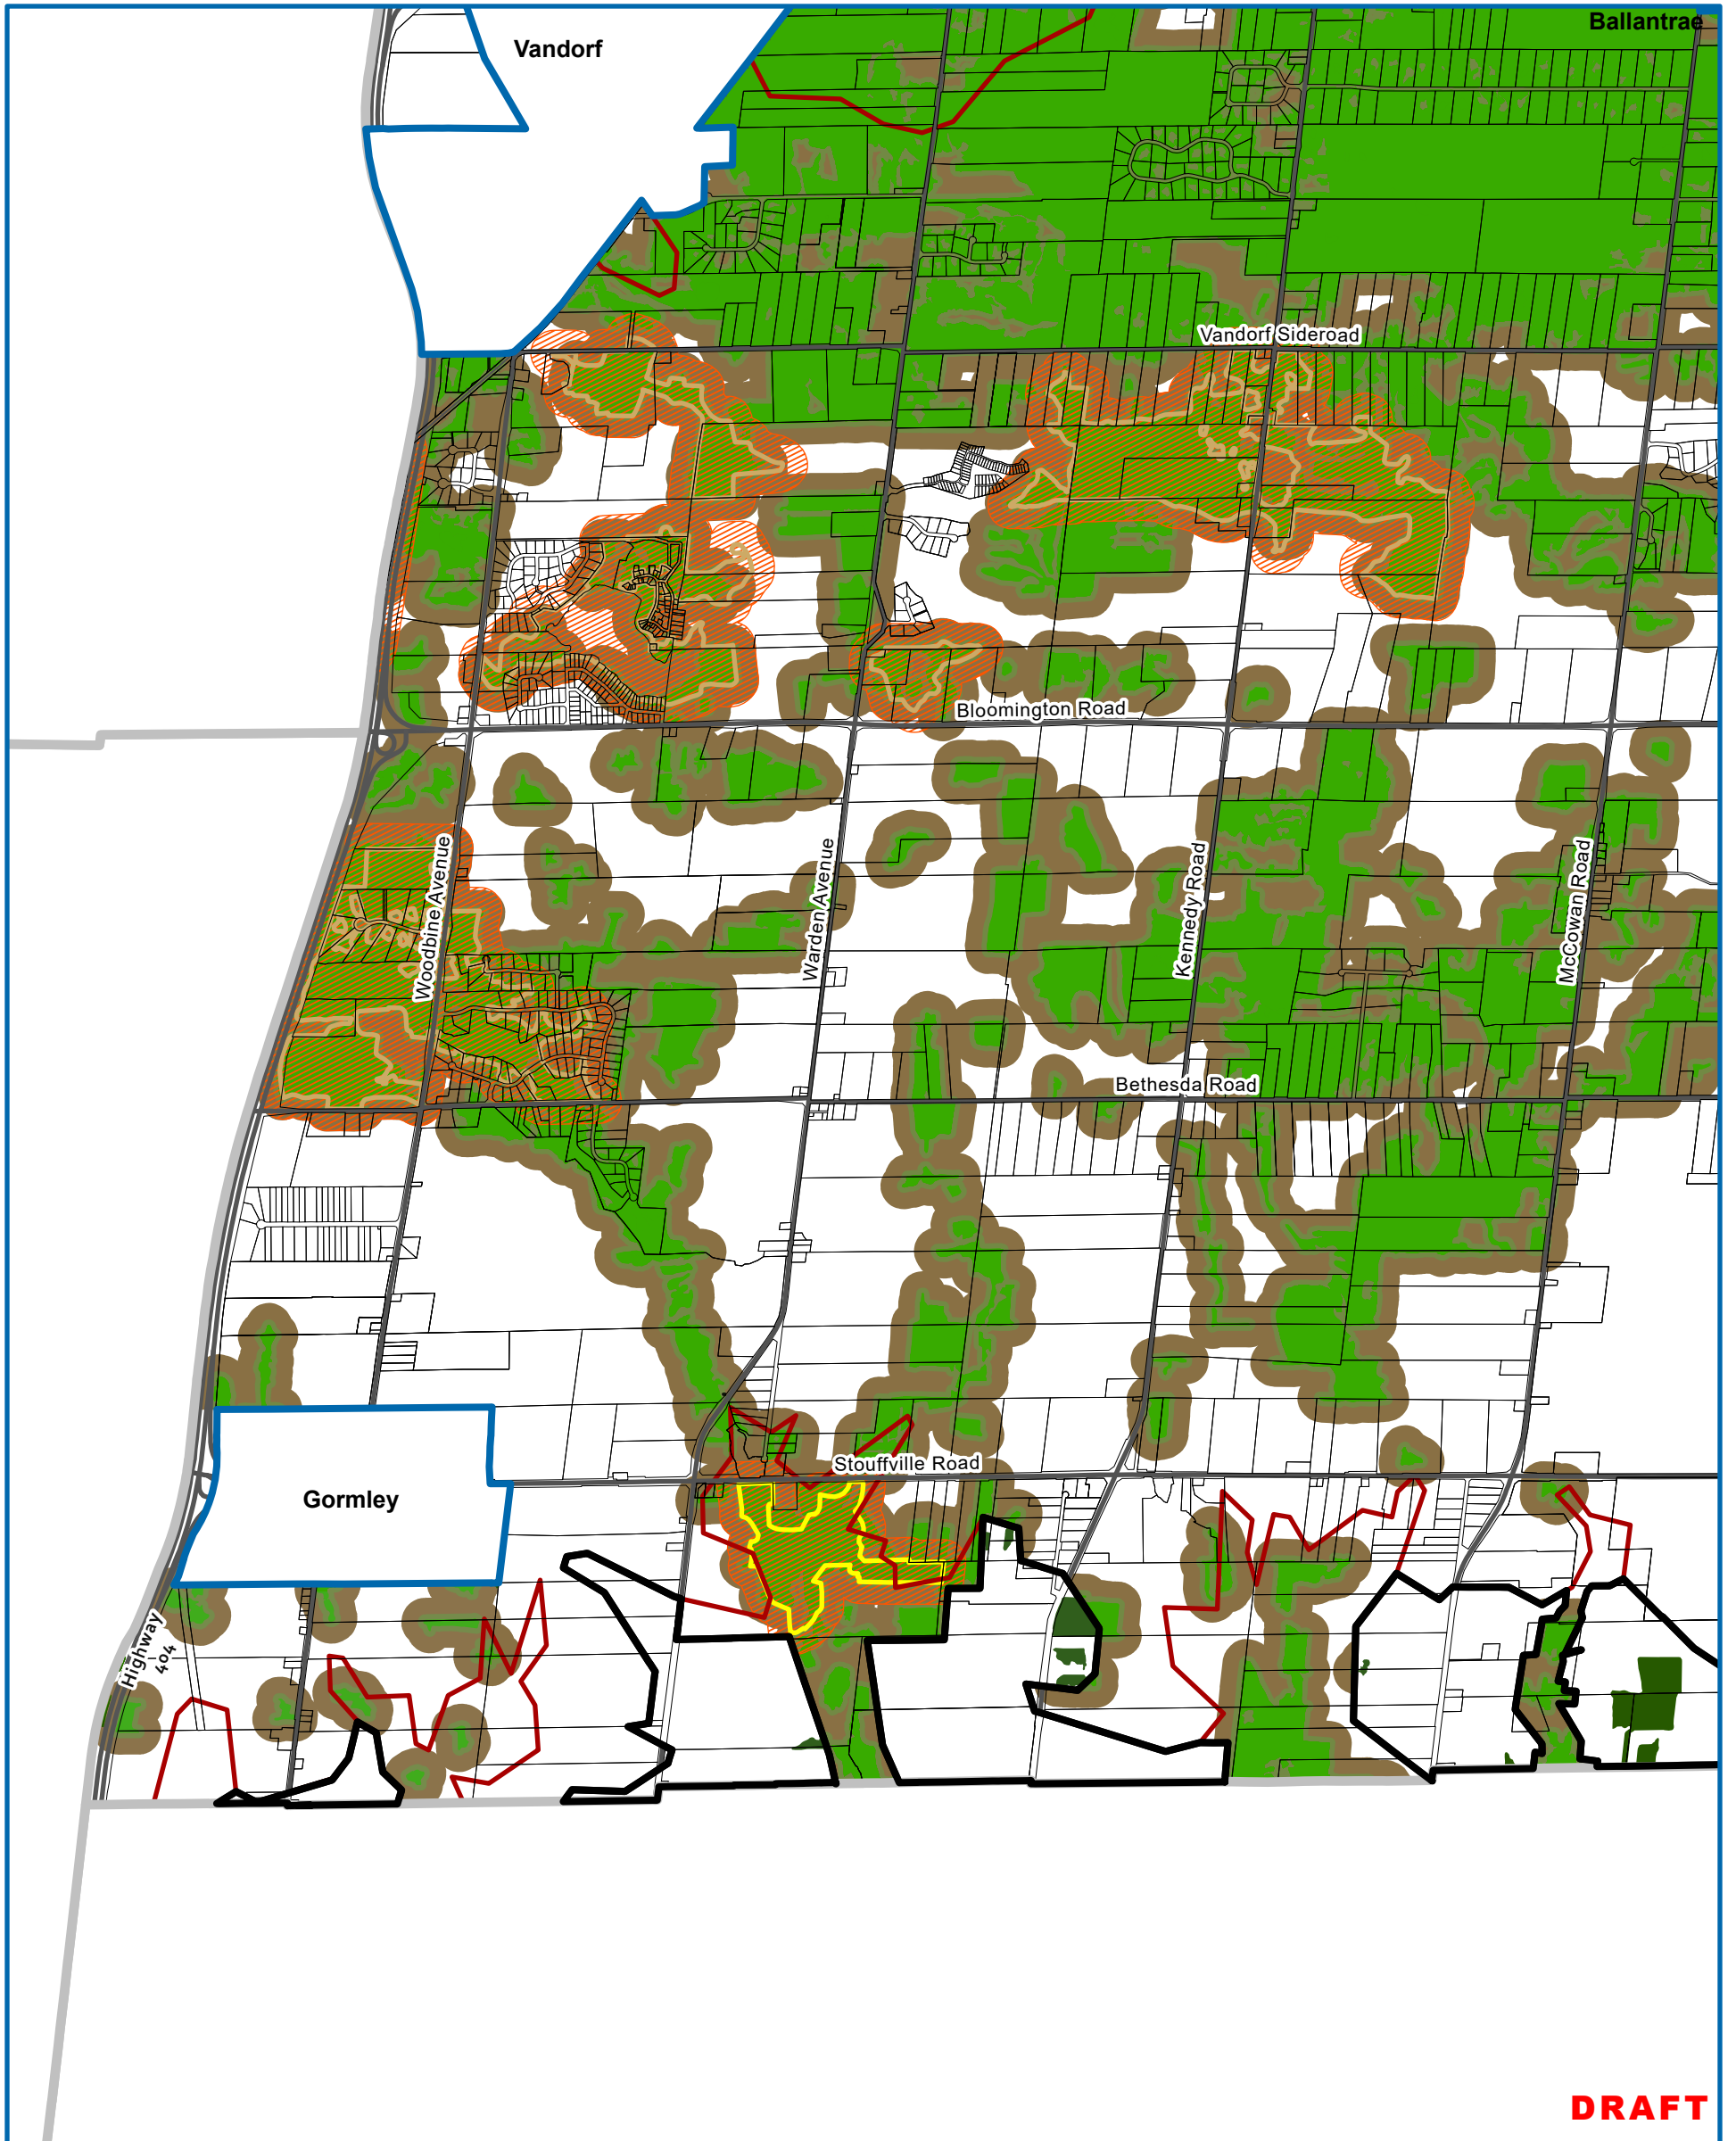 Ballantrae
Vandorf
Vandorf Sideroad
Bloomington Road
Woodbine Avenue
Warden Avenue
Kennedy Road
McCowan Road
Bethesda Road
Stouffville Road
Gormley
Highway
404
DRAFT